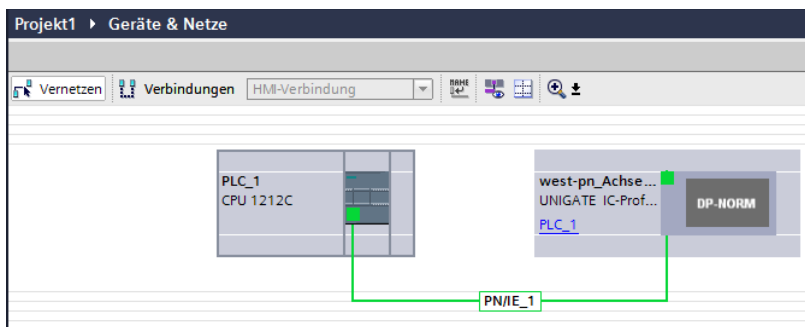 Projekt1 ▸ Geräte & Netze
Vernetzen Verbindungen HMI-Verbindung
PLC_1
CPU 1212C
west-pn_Achse...
UNIGATE IC-Prof...
PLC_1
DP-NORM
PN/IE_1